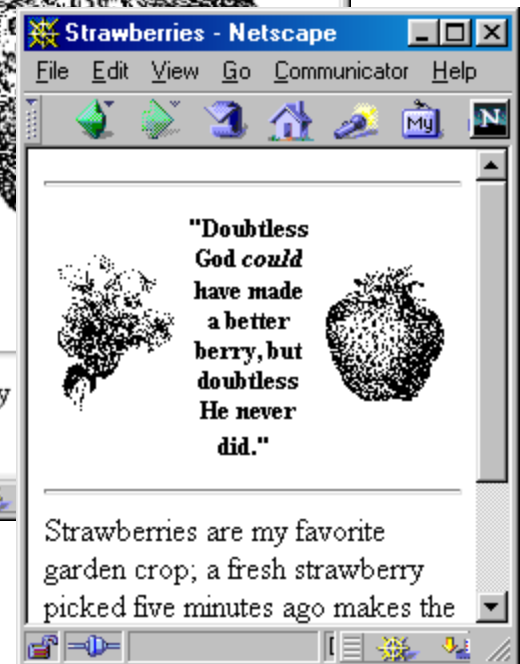 Strawberries - Netscape
File Edit View Go Communicator Help
My N
"Doubtless
God could
have made
a better
berry, but
doubtless
He never
did."
Strawberries are my favorite
garden crop; a fresh strawberry
picked five minutes ago makes the
y